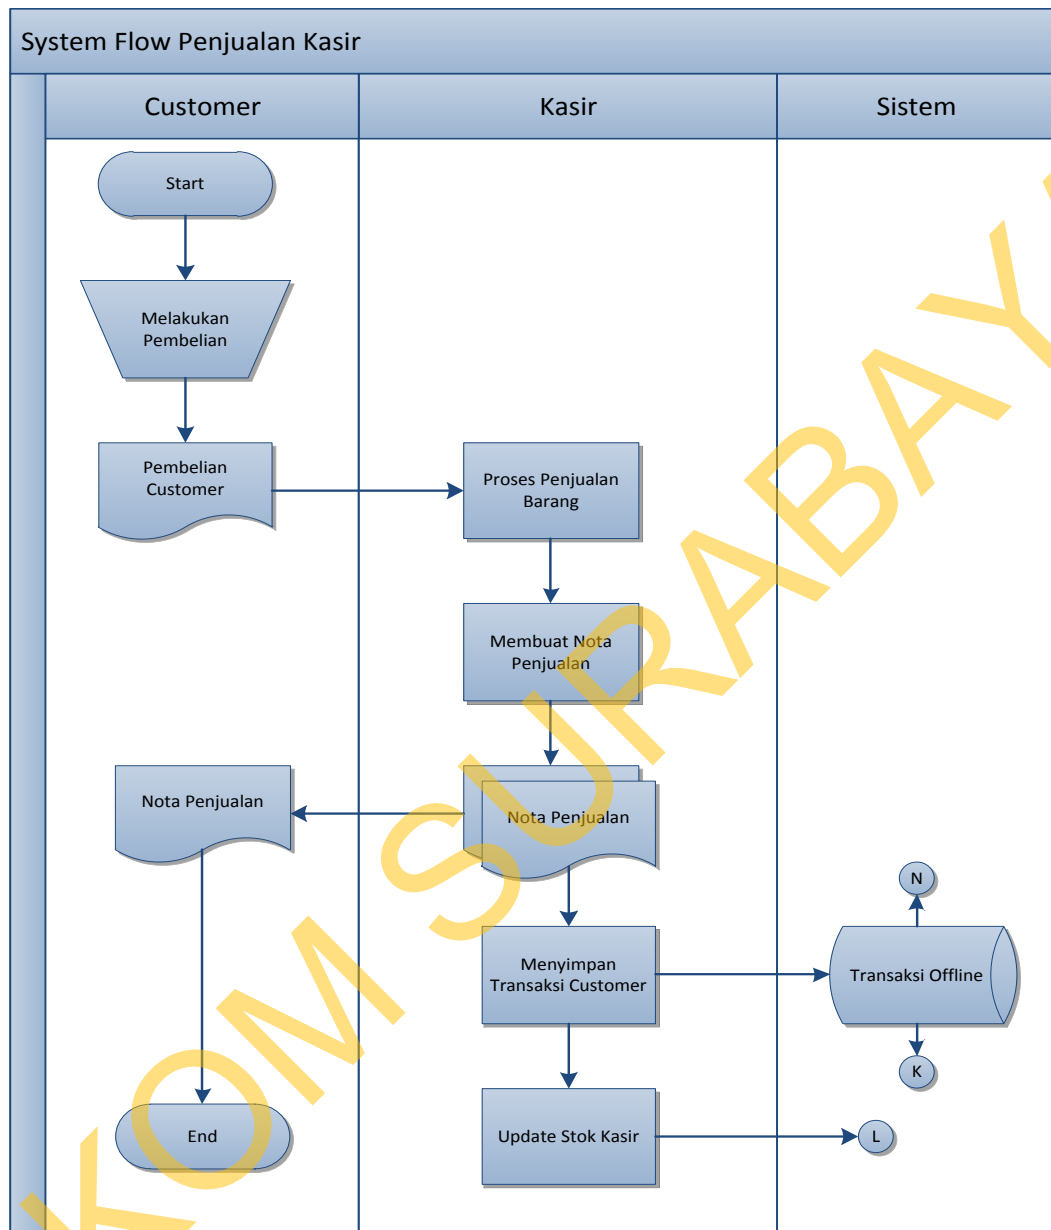 System Flow Penjualan Kasir
Customer
Kasir
Sistem
Start
Melakukan
Pembelian
Pembelian
Customer
Proses Penjualan
Barang
Membuat Nota
Penjualan
Nota Penjualan
Nota Penjualan
N
Menyimpan
Transaksi Customer
Transaksi Offline
K
End
Update Stok Kasir
L
KOM SURABAYA